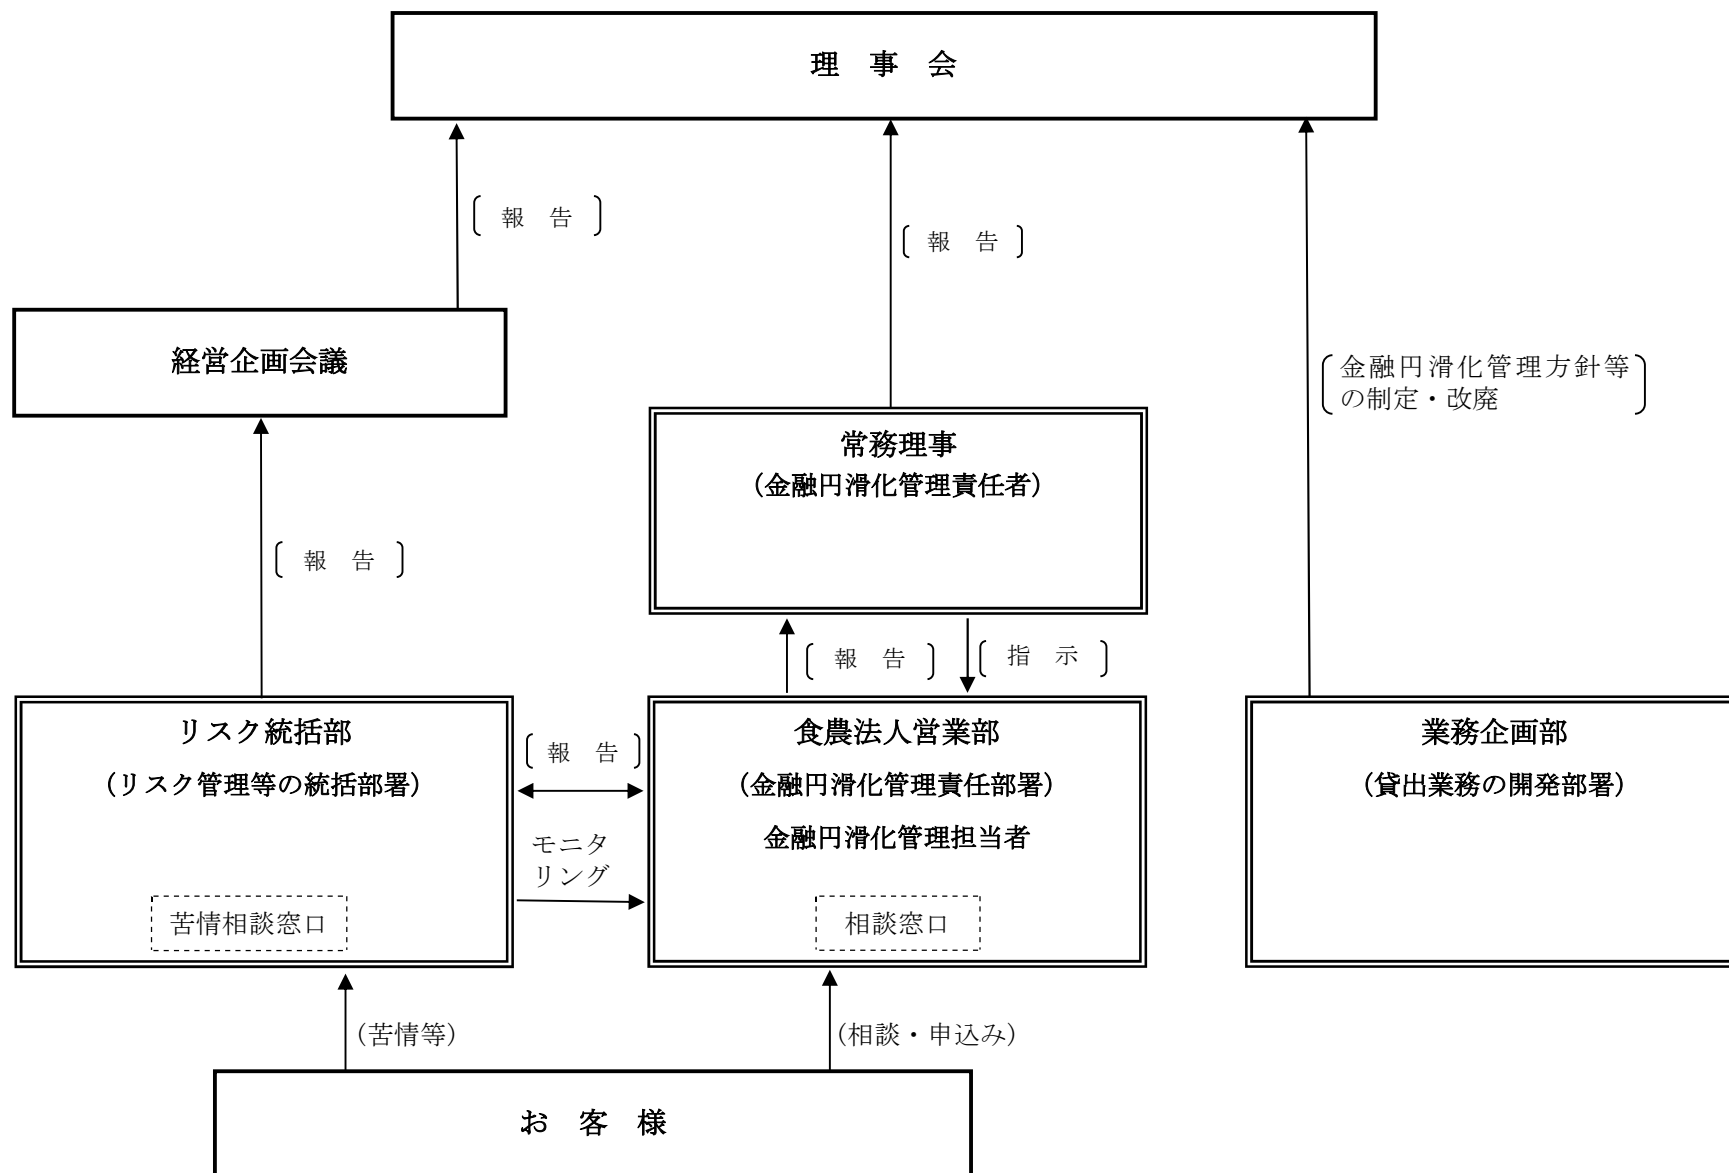 理　事　会
報　告
報　告
経営企画会議
金融円滑化管理方針等
の制定・改廃
常務理事
（金融円滑化管理責任者）
報　告
報　告
指　示
リスク統括部
（リスク管理等の統括部署）
苦情相談窓口
報　告
モニタ
リング
食農法人営業部
（金融円滑化管理責任部署）
金融円滑化管理担当者
相談窓口
業務企画部
（貸出業務の開発部署）
（苦情等）
（相談・申込み）
お　客　様